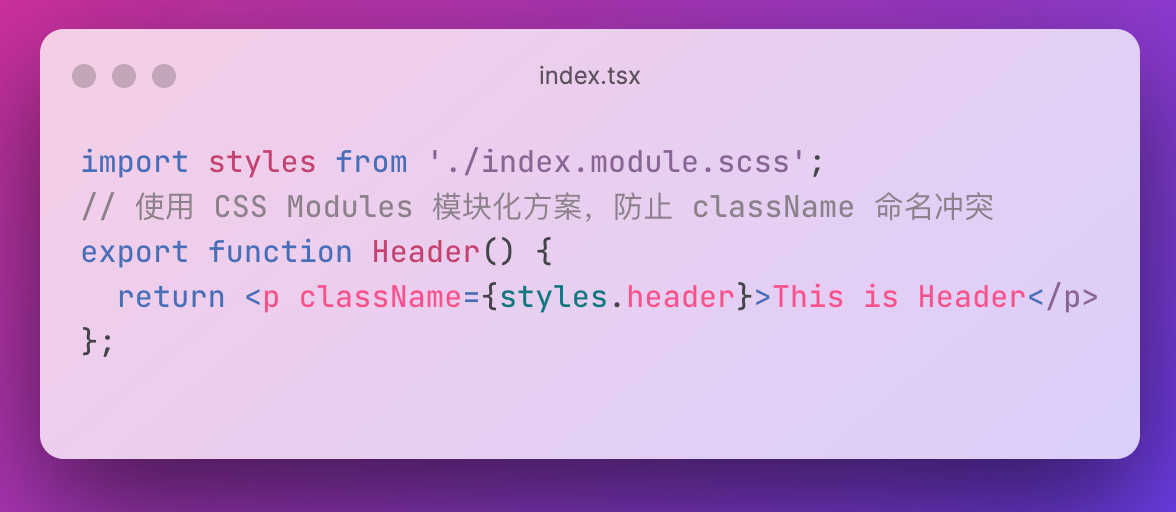 index.tsx
import styles from './index.module.scss';
// 使用 CSS Modules 模块化方案，防止 className 命名冲突
export function Header() {
  return <p className={styles.header}>This is Header</p>
};